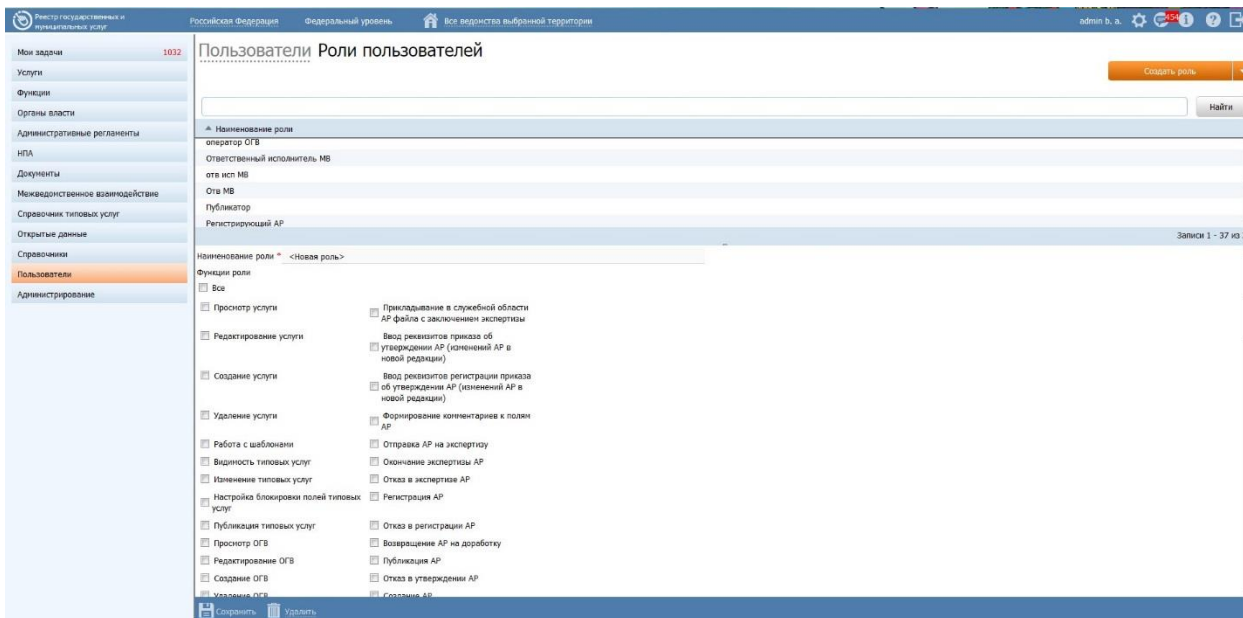 Реестр государственных и
муниципальных услуг
Российская Федерация Федеральный уровень Все ведомства выбранной территории
admin b. a. 454
Мои задачи 1032
Услуги
Функции
Органы власти
Административные регламенты
НПА
Документы
Межведомственное взаимодействие
Справочник типовых услуг
Открытые данные
Справочники
Пользователи
Администрирование
Пользователи Роли пользователей
Создать роль
Найти
Наименование роли
оператор ОГВ
Ответственный исполнитель МВ
отв исп МВ
Отв МВ
Публикатор
Регистрирующий АР
Записи 1 - 37 из
Наименование роли * <Новая роль>
Функции роли
Все
Просмотр услуги
Прикладывание в служебной области
АР файла с заключением экспертизы
Редактирование услуги
Ввод реквизитов приказа об
утверждении АР (изменений АР в
новой редакции)
Создание услуги
Ввод реквизитов регистрации приказа
об утверждении АР (изменений АР в
новой редакции)
Удаление услуги
Формирование комментариев к полям
АР
Работа с шаблонами Отправка АР на экспертизу
Видимость типовых услуг Окончание экспертизы АР
Изменение типовых услуг Отказ в экспертизе АР
Настройка блокировки полей типовых
услуг
Регистрация АР
Публикация типовых услуг Отказ в регистрации АР
Просмотр ОГВ Возвращение АР на доработку
Редактирование ОГВ Публикация АР
Создание ОГВ Отказ в утверждении АР
Удаление ОГВ Создание АР
Сохранить Удалить